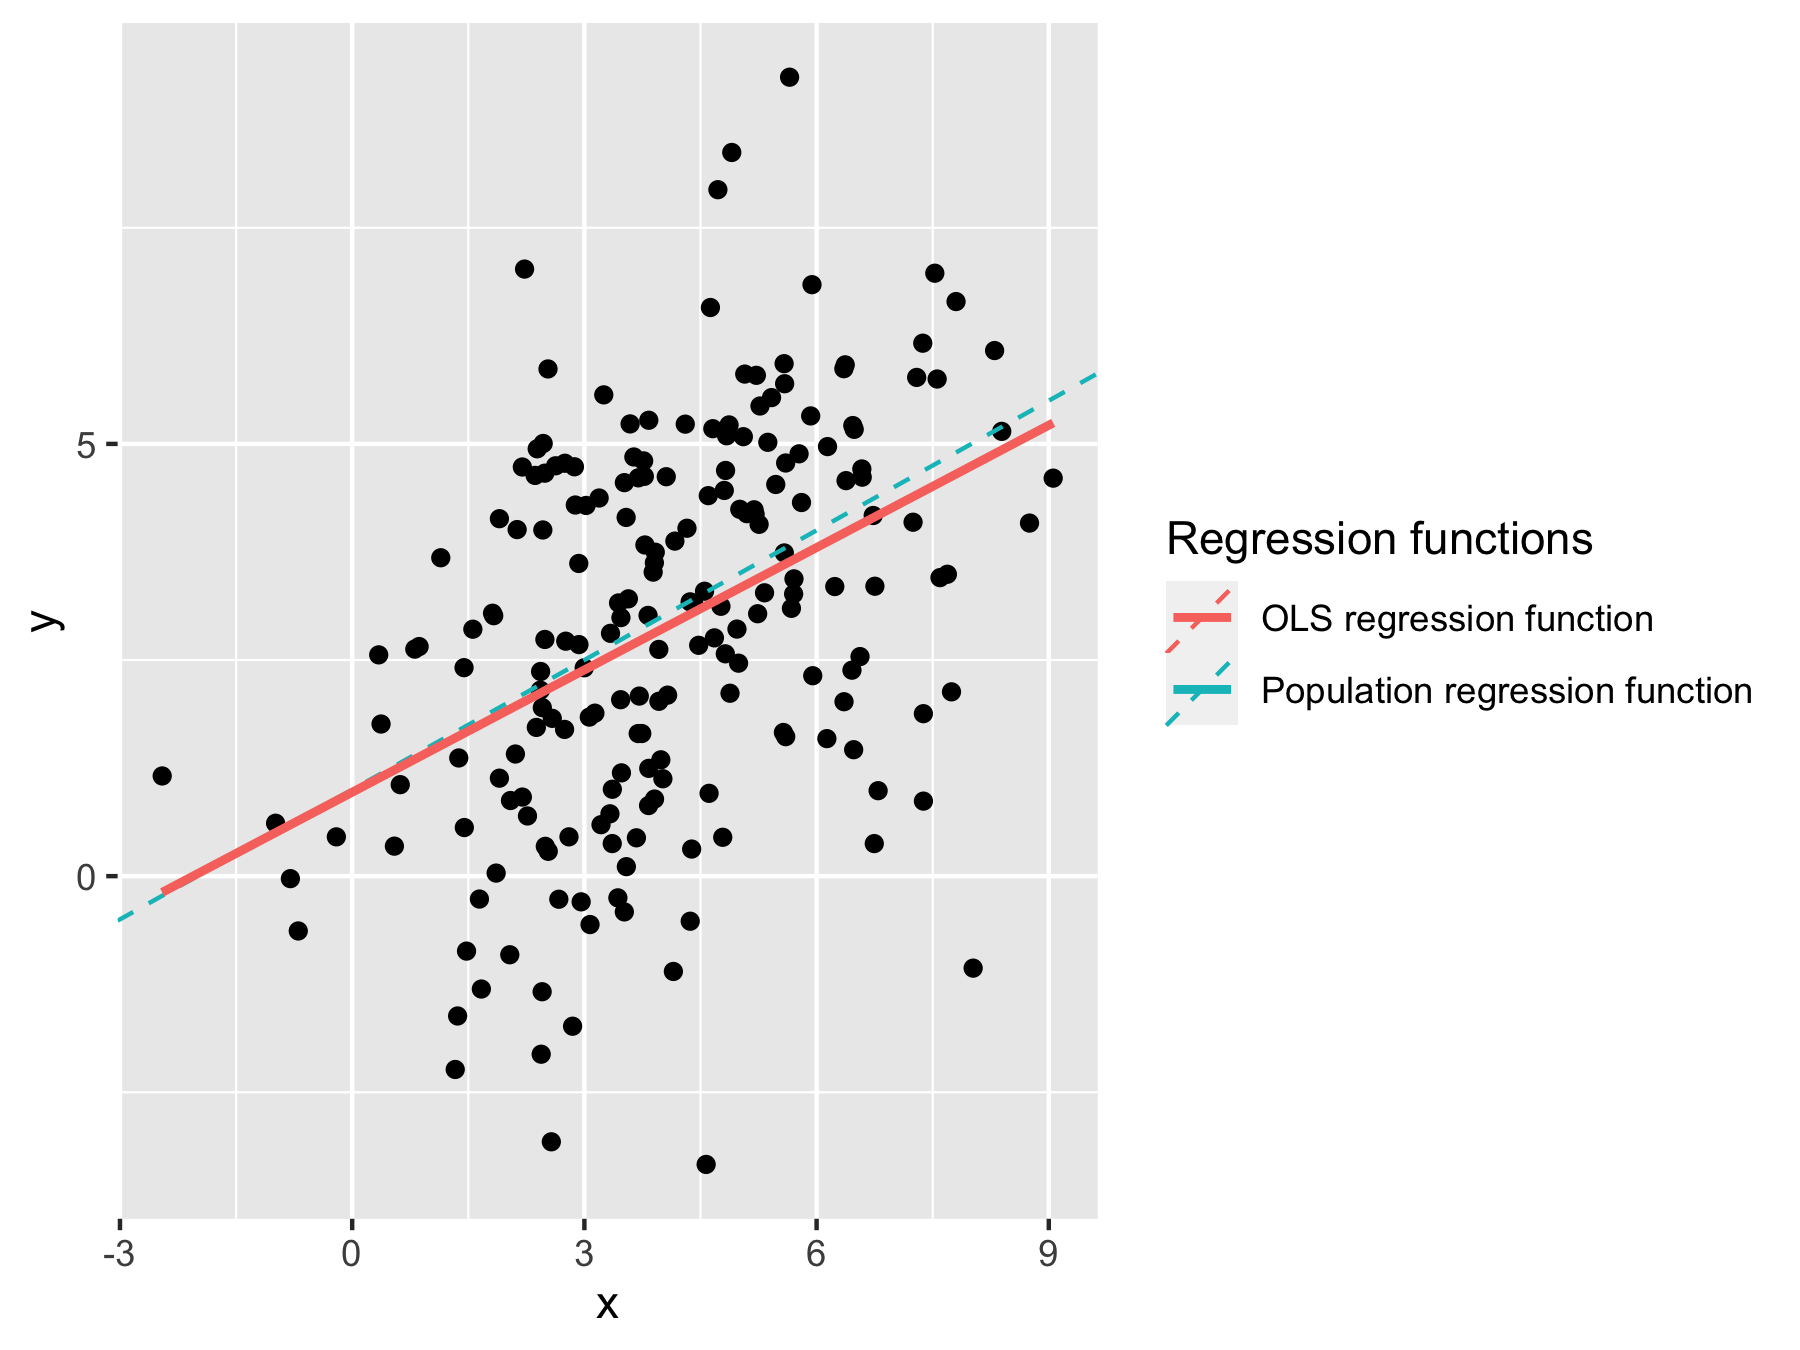 y
5
0
-3 0 3 6 9
x
Regression functions
OLS regression function
Population regression function